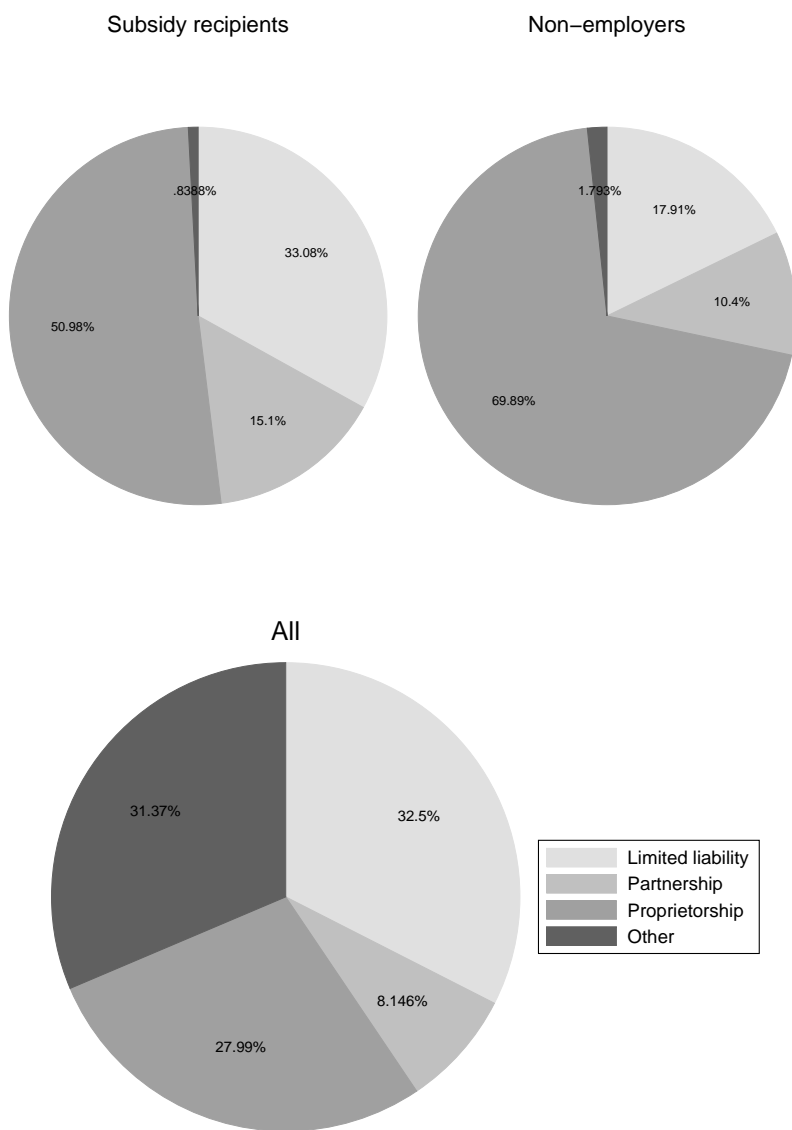 Subsidy recipients
Non−employers
.8388%
33.08%
50.98%
15.1%
1.793%
17.91%
10.4%
69.89%
All
31.37%
32.5%
8.146%
27.99%
Limited liability
Partnership
Proprietorship
Other